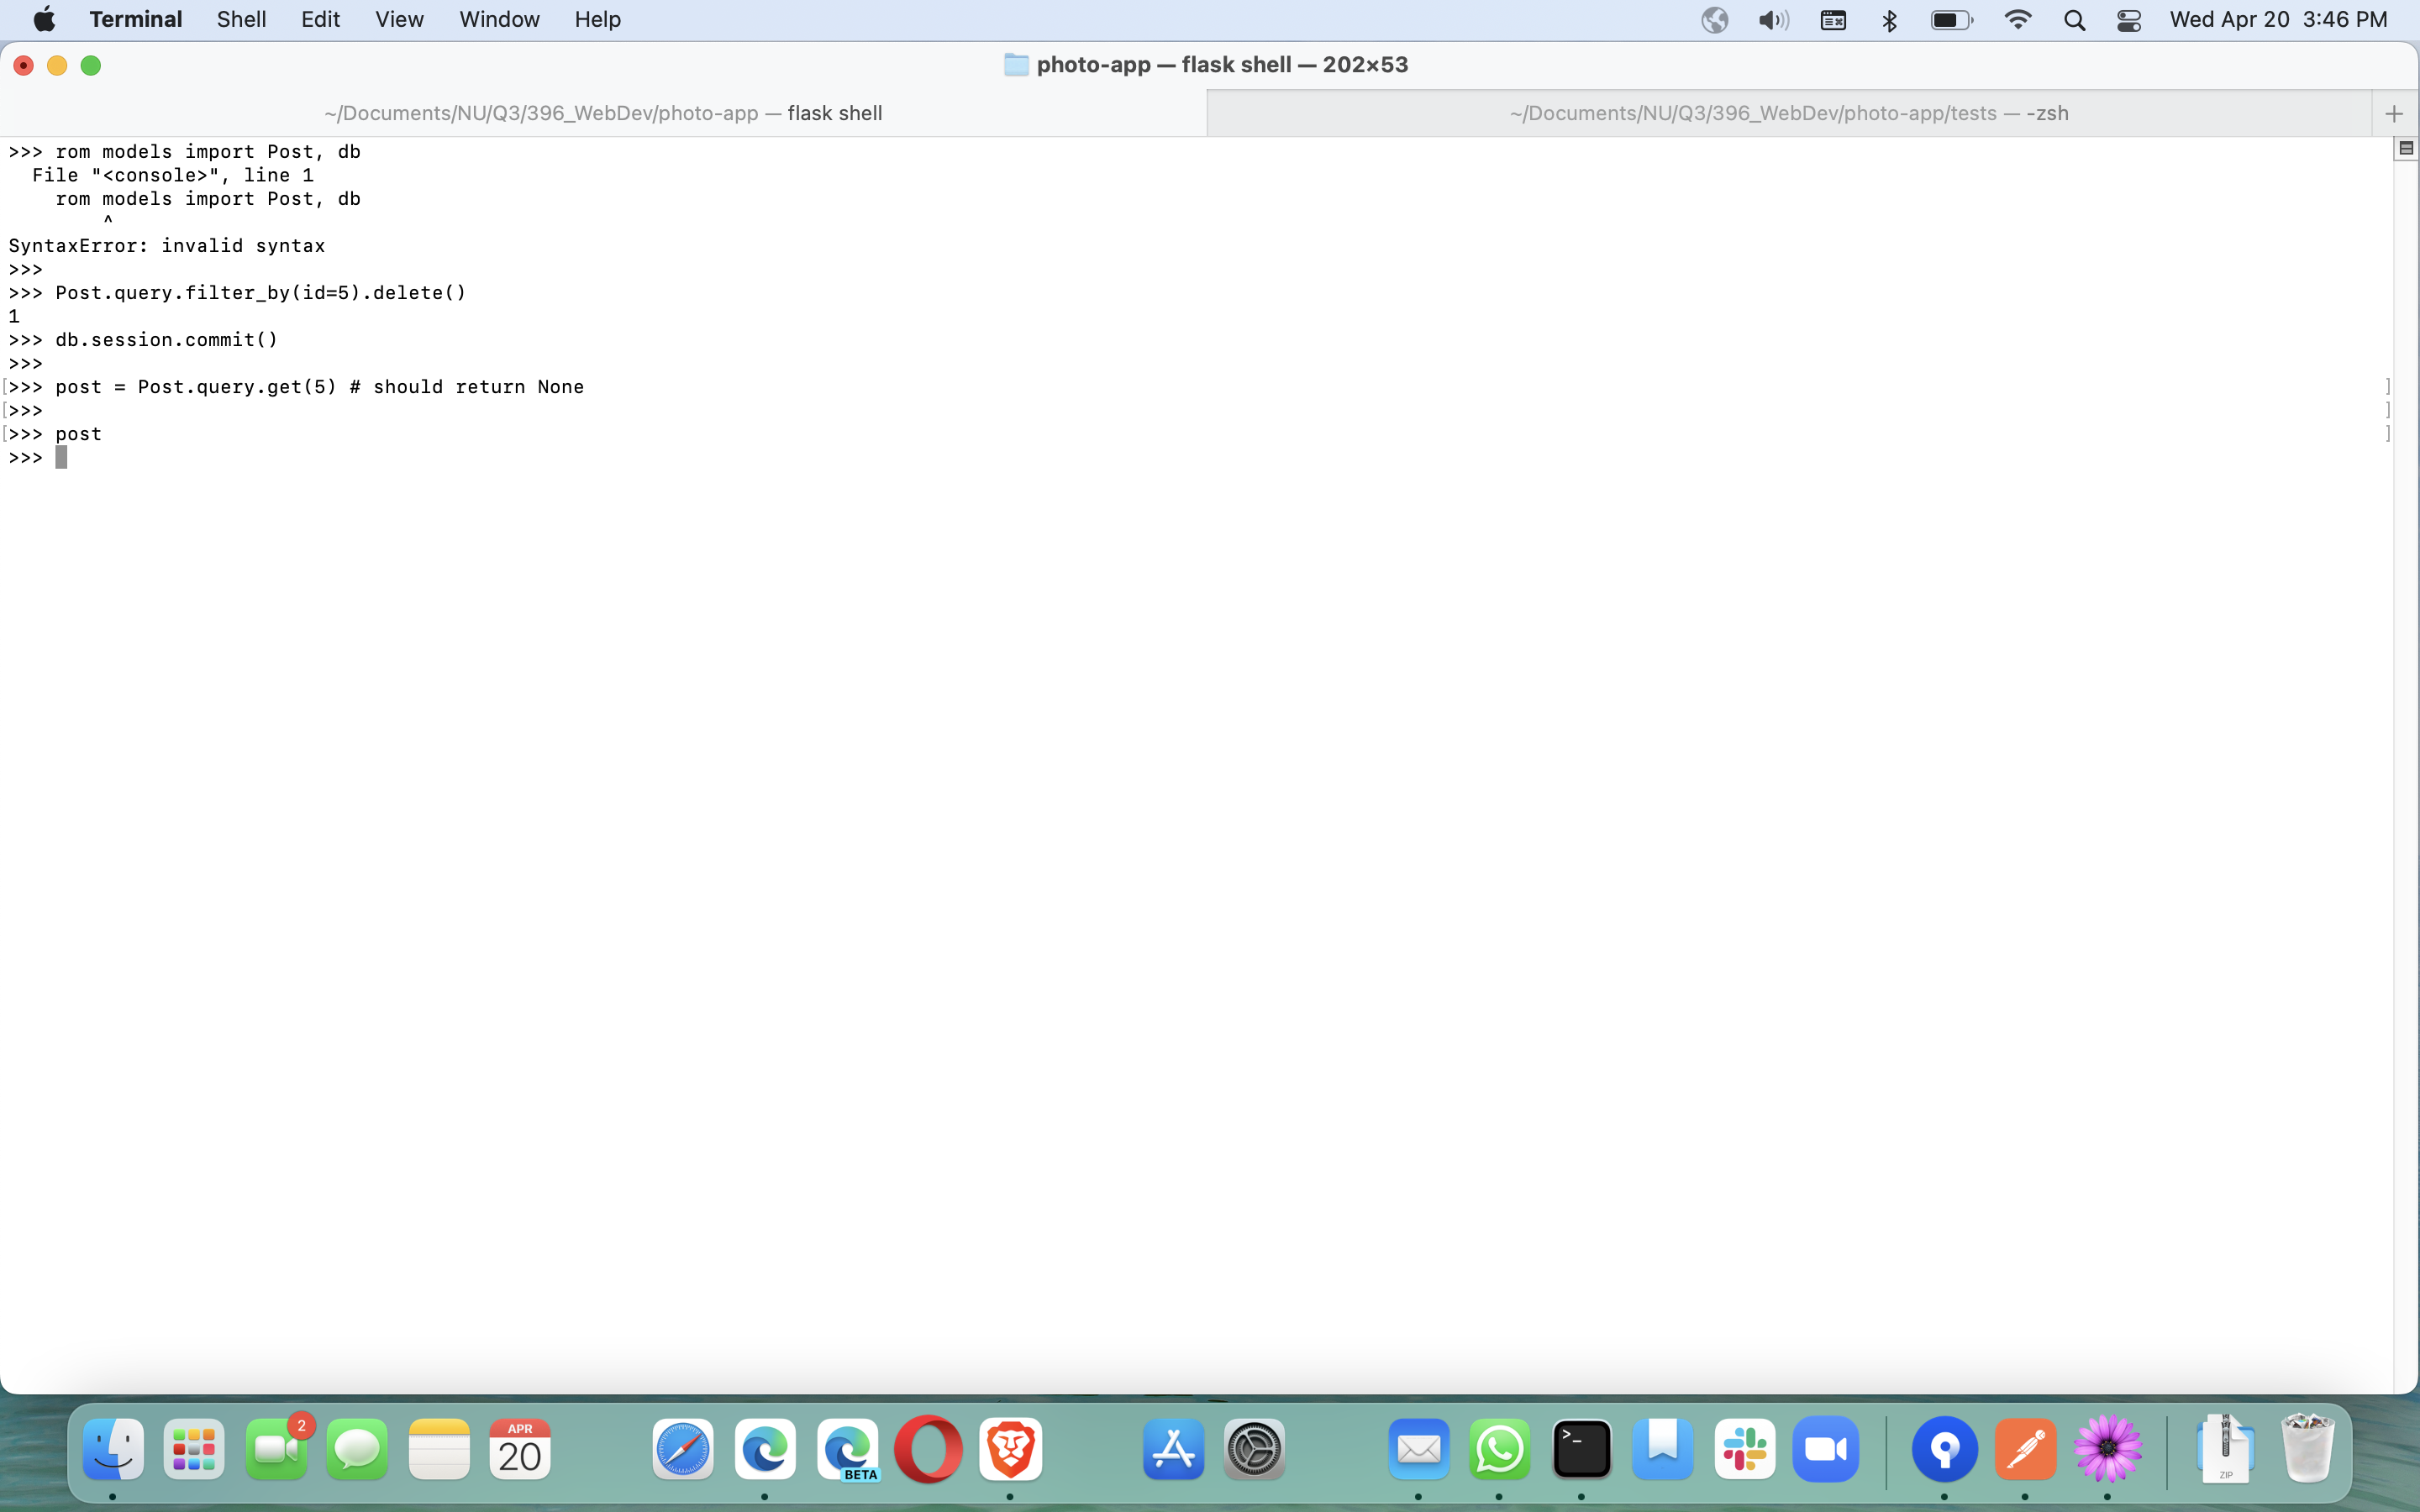 Terminal Shell Edit View Window Help Wed Apr 20 3:46 PM
photo-app — flask shell — 202×53
~/Documents/NU/Q3/396_WebDev/photo-app — flask shell ~/Documents/NU/Q3/396_WebDev/photo-app/tests — -zsh +
>>> rom models import Post, db
  File "<console>", line 1
    rom models import Post, db
        ^
SyntaxError: invalid syntax
>>>
>>> Post.query.filter_by(id=5).delete()
1
>>> db.session.commit()
>>>
[>>> post = Post.query.get(5) # should return None ]
[>>> ]
[>>> post ]
>>>
2
APR
20
BETA
>_
ZIP